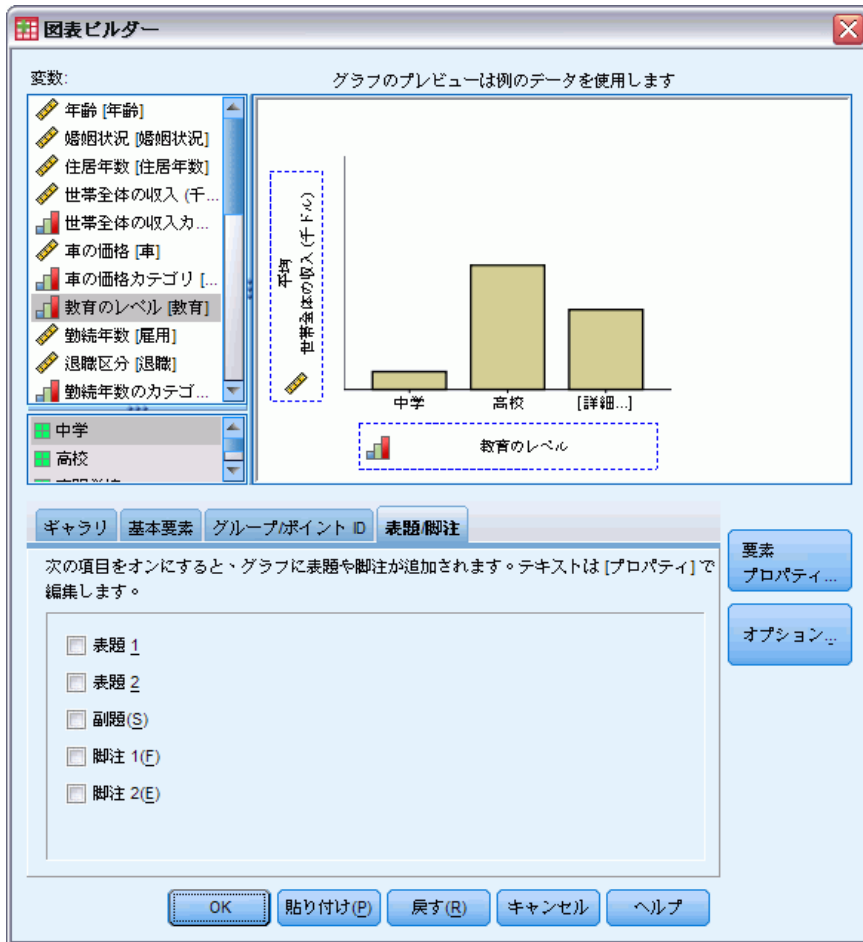 図表ビルダー
変数:
グラフのプレビューは例のデータを使用します
年齢 [年齢]
婚姻状況 [婚姻状況]
住居年数 [住居年数]
世帯全体の収入 (千...
世帯全体の収入カ...
車の価格 [車]
車の価格カテゴリ [...
教育のレベル [教育]
勤続年数 [雇用]
退職区分 [退職]
勤続年数のカテゴ...
中学
高校
平均
世帯全体の収入 (千ドル)
中学 高校 [詳細...]
教育のレベル
ギャラリ 基本要素 グループ/ポイント ID 表題/脚注
次の項目をオンにすると、グラフに表題や脚注が追加されます。テキストは [プロパティ] で
編集します。
表題 1
表題 2
副題(S)
脚注 1(F)
脚注 2(E)
要素
プロパティ...
オプション...
OK 貼り付け(P) 戻す(R) キャンセル ヘルプ